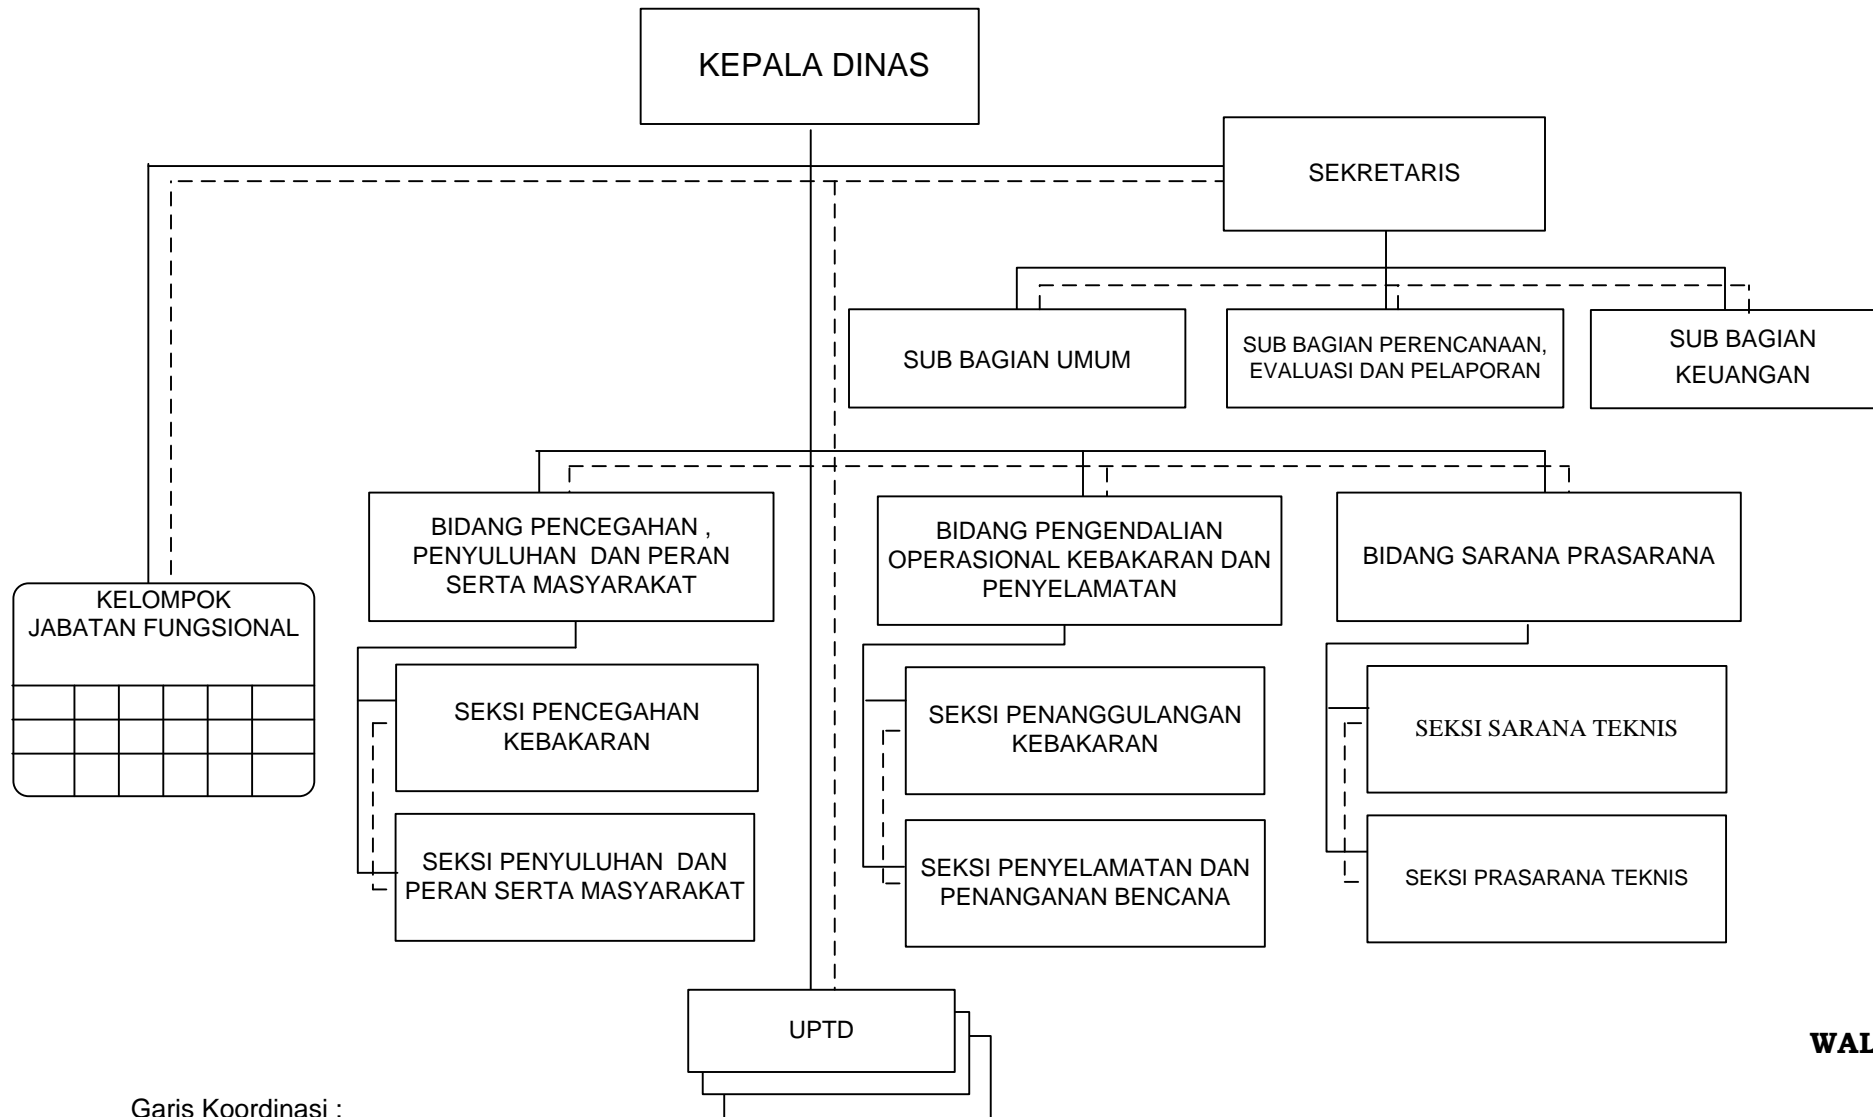 KEPALA DINAS
SEKRETARIS
SUB BAGIAN UMUM
SUB BAGIAN PERENCANAAN,
EVALUASI DAN PELAPORAN
SUB BAGIAN
KEUANGAN
BIDANG PENCEGAHAN ,
PENYULUHAN DAN PERAN
SERTA MASYARAKAT
BIDANG PENGENDALIAN
OPERASIONAL KEBAKARAN DAN
PENYELAMATAN
BIDANG SARANA PRASARANA
KELOMPOK
JABATAN FUNGSIONAL
SEKSI PENCEGAHAN
KEBAKARAN
SEKSI PENANGGULANGAN
KEBAKARAN
SEKSI SARANA TEKNIS
SEKSI PENYULUHAN DAN
PERAN SERTA MASYARAKAT
SEKSI PENYELAMATAN DAN
PENANGANAN BENCANA
SEKSI PRASARANA TEKNIS
UPTD
WAL
Garis Koordinasi :